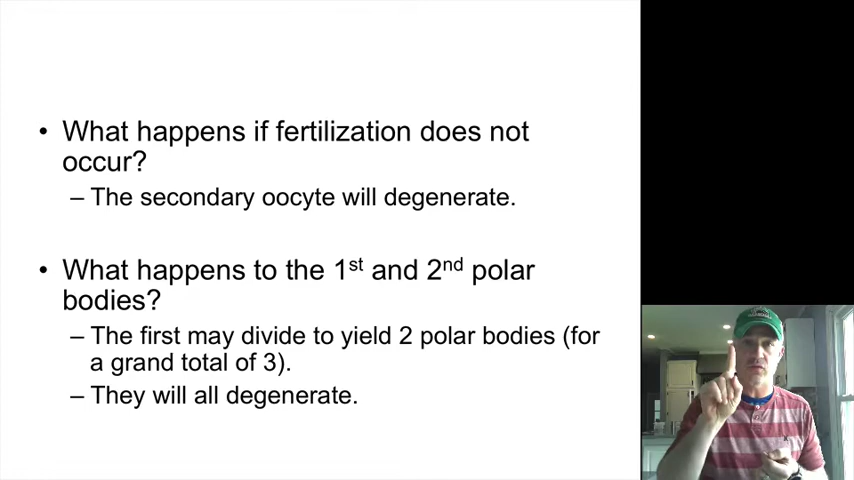 • What happens if fertilization does not
occur?
– The secondary oocyte will degenerate.
• What happens to the 1st and 2nd polar
bodies?
– The first may divide to yield 2 polar bodies (for
a grand total of 3).
– They will all degenerate.